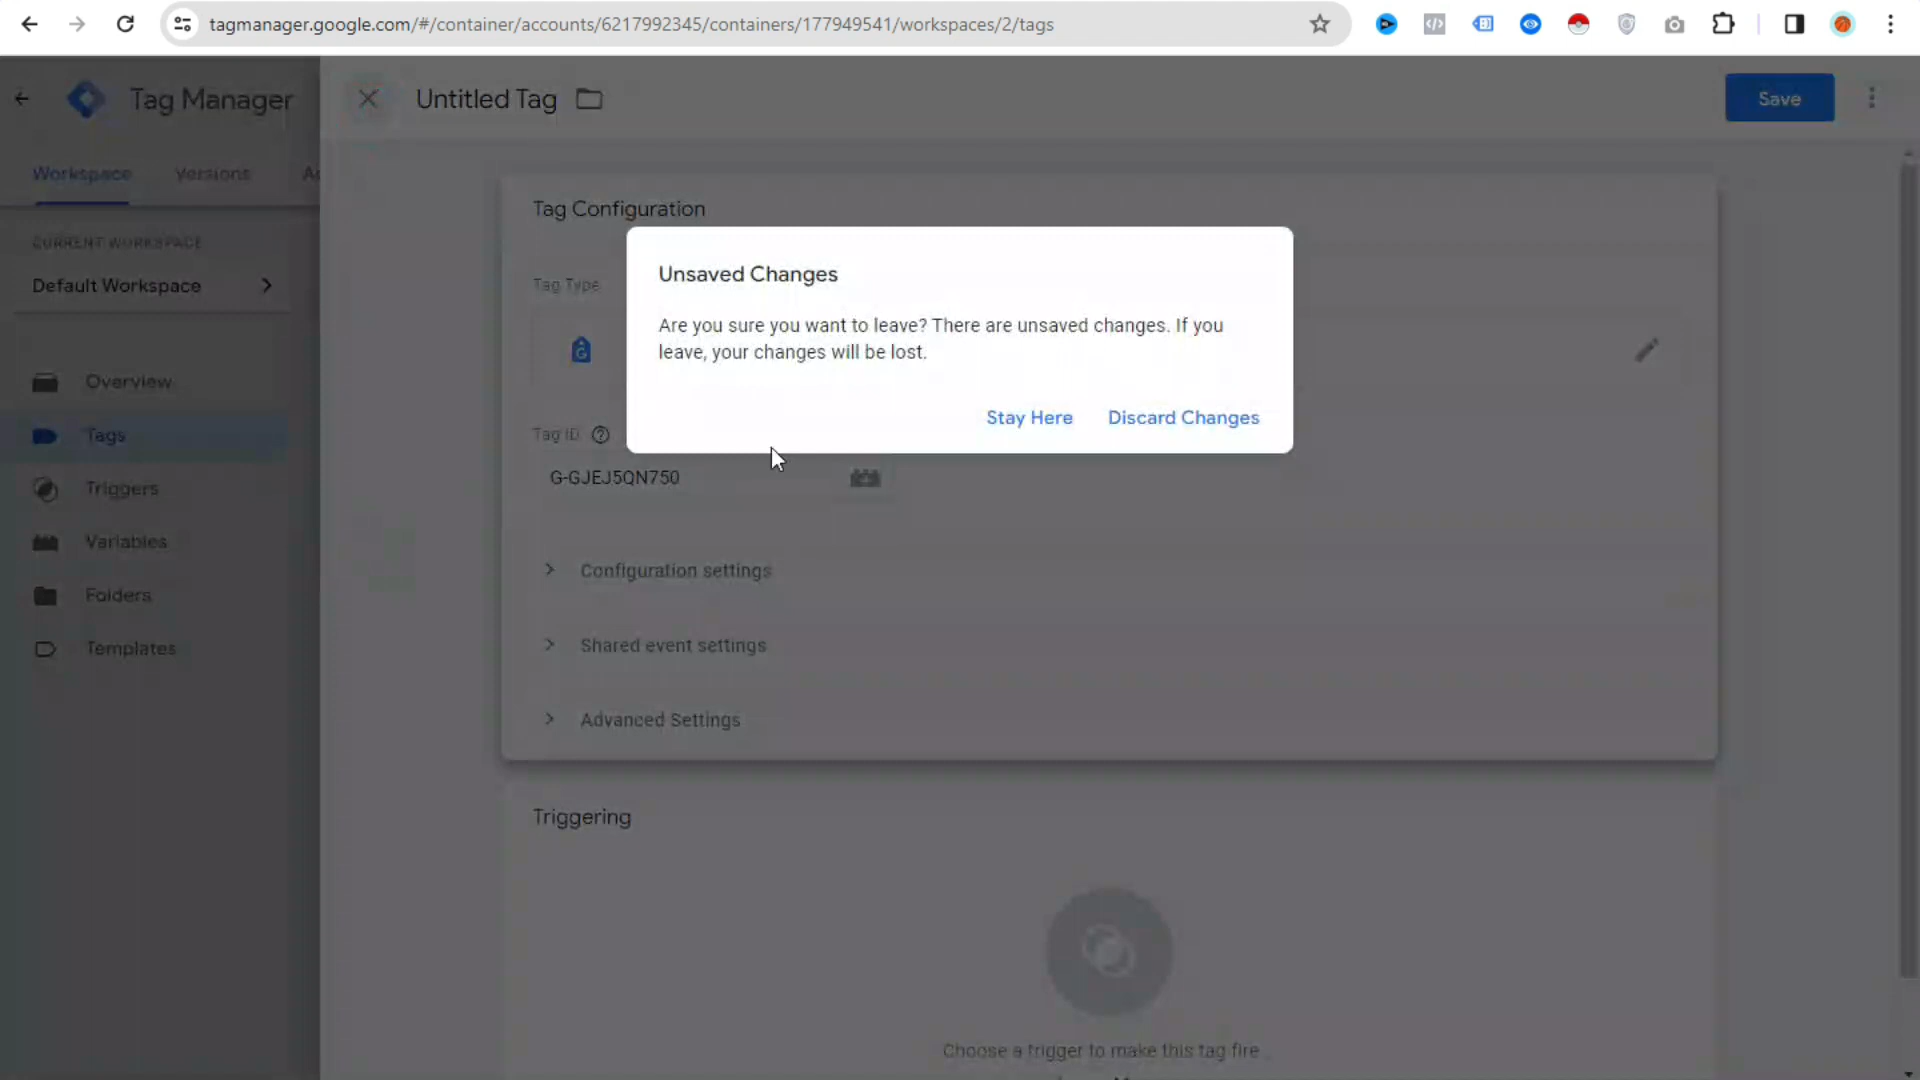 tagmanager.google.com/#/container/accounts/6217992345/containers/177949541/workspaces/2/tags
Tag Manager
Untitled Tag
Save
Workspace
Versions
Tag Configuration
CURRENT WORKSPACE
Default Workspace
Unsaved Changes
Tag Type
Are you sure you want to leave? There are unsaved changes. If you
leave, your changes will be lost.
Overview
Stay Here
Discard Changes
Tags
Tag ID
G-GJEJ5QN750
Triggers
Variables
Configuration settings
Folders
Shared event settings
Templates
Advanced Settings
Triggering
Choose a trigger to make this tag fire